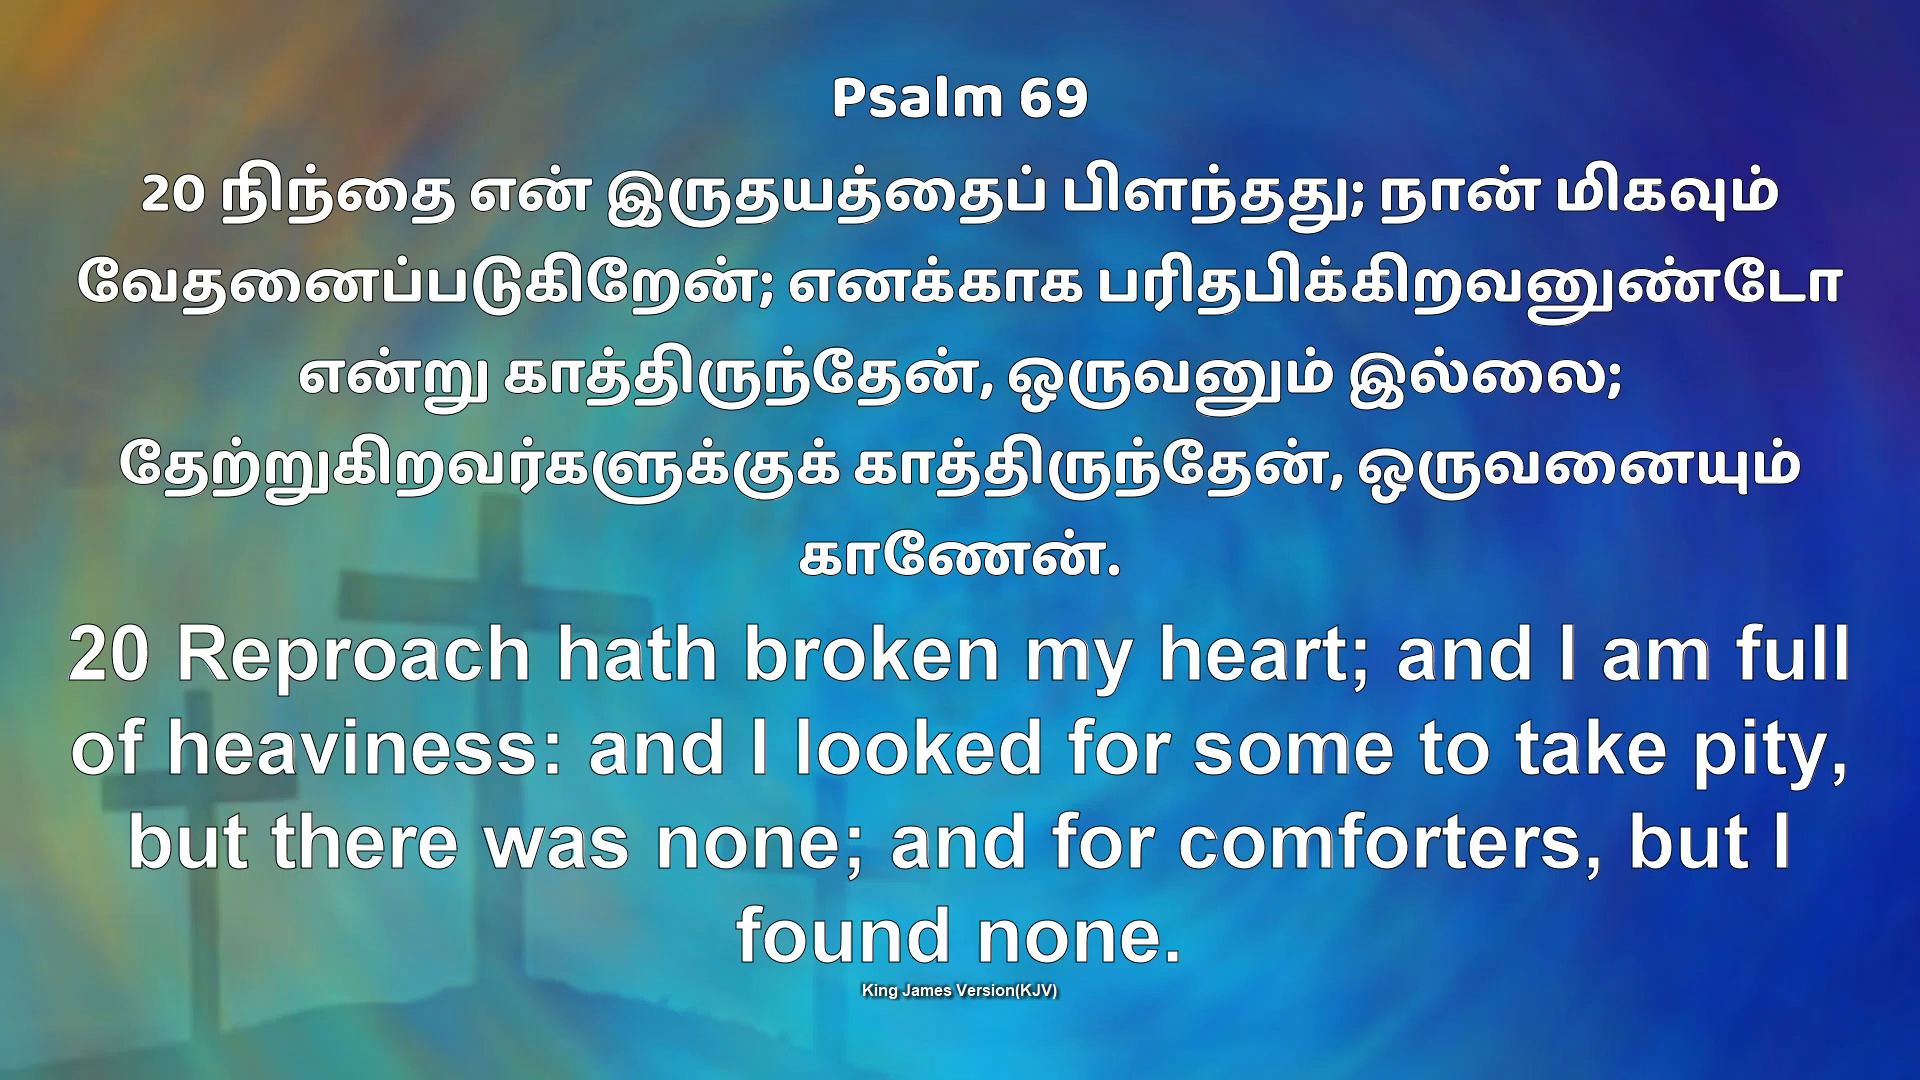 Psalm 69
20 நிந்தை என் இருதயத்தைப் பிளந்தது; நான் மிகவும்
வேதனைப்படுகிறேன்; எனக்காக பரிதபிக்கிறவனுண்டோ
என்று காத்திருந்தேன், ஒருவனும் இல்லை;
தேற்றுகிறவர்களுக்குக் காத்திருந்தேன், ஒருவனையும்
காணேன்.
20 Reproach hath broken my heart; and I am full
of heaviness: and I looked for some to take pity,
but there was none; and for comforters, but I
found none.
King James Version(KJV)